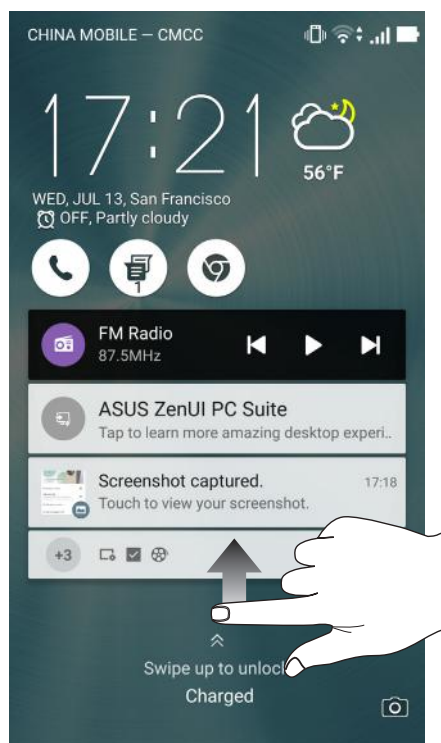 CHINA MOBILE — CMCC
17:21
56°F
WED, JUL 13, San Francisco
OFF, Partly cloudy
1
FM Radio
87.5MHz
ASUS ZenUI PC Suite
Tap to learn more amazing desktop experi..
Screenshot captured.
17:18
Touch to view your screenshot.
+3
Swipe up to unloc
Charged